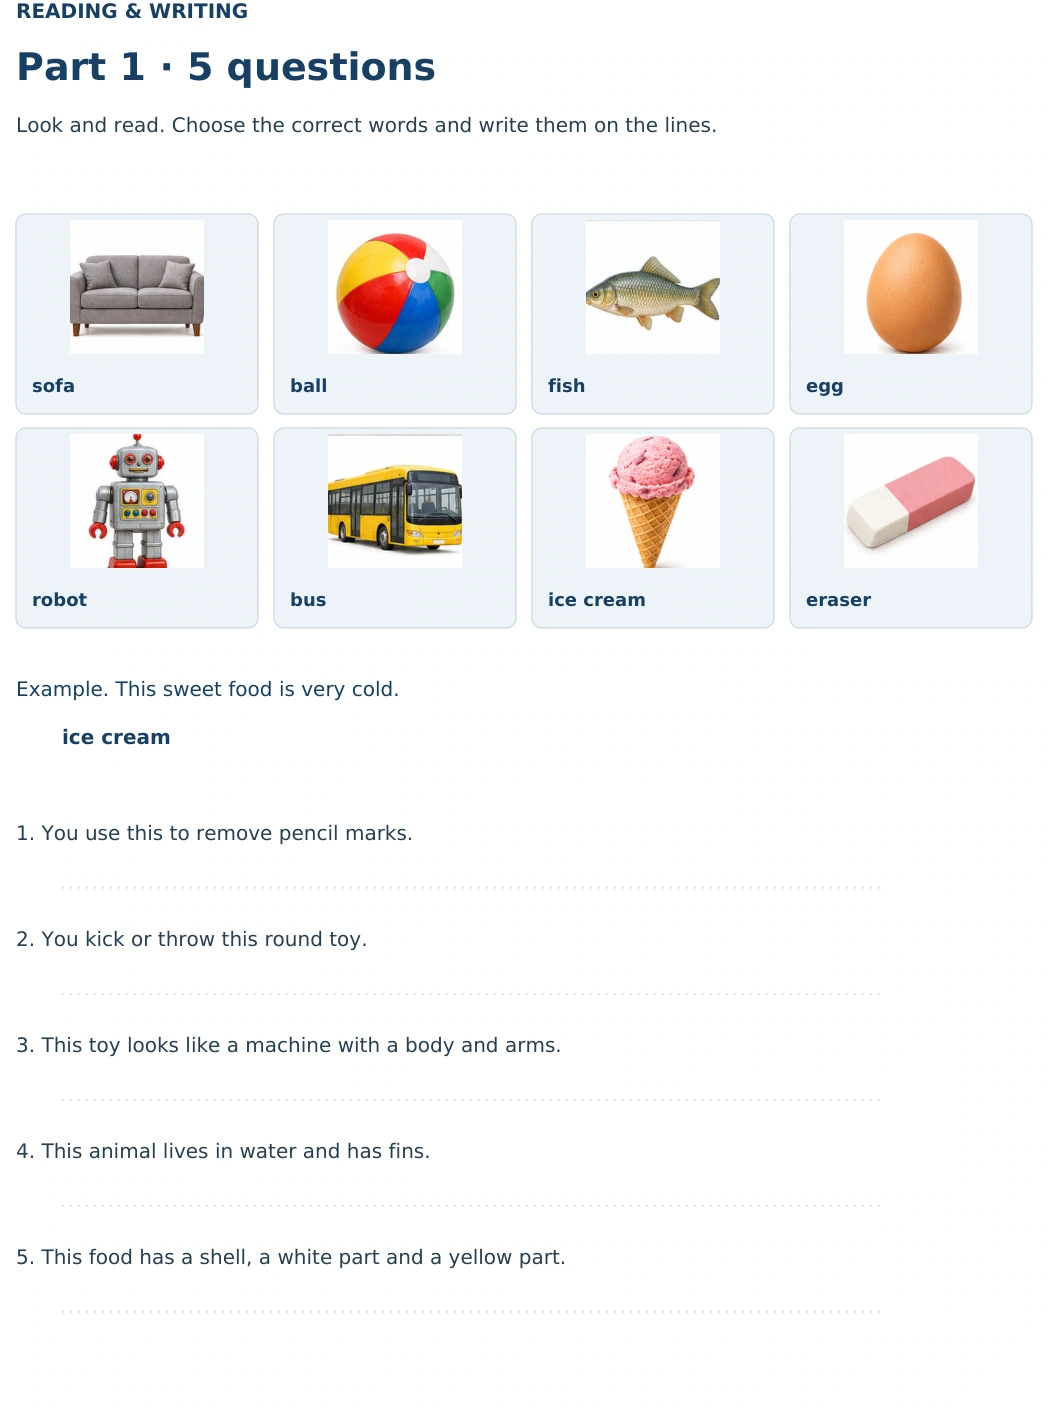 READING & WRITING
Part 1 · 5 questions
Look and read. Choose the correct words and write them on the lines.
sofa
ball
fish
egg
robot
bus
ice cream
eraser
Example. This sweet food is very cold.
ice cream
1. You use this to remove pencil marks.
2. You kick or throw this round toy.
3. This toy looks like a machine with a body and arms.
4. This animal lives in water and has fins.
5. This food has a shell, a white part and a yellow part.